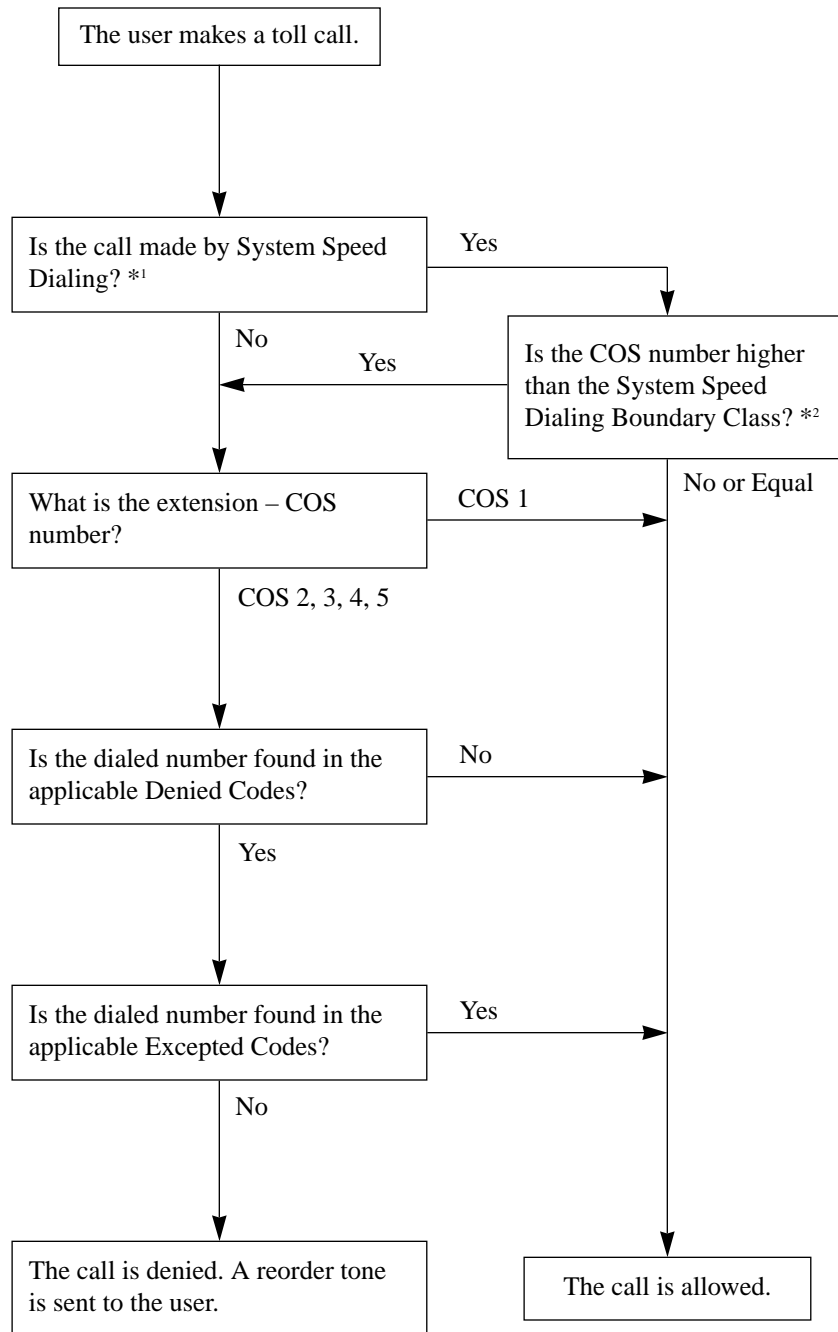 The user makes a toll call.
Is the call made by System Speed
Dialing? *1
Yes
No
Is the COS number higher
than the System Speed
Dialing Boundary Class? *2
Yes
No or Equal
What is the extension – COS
number?
COS 1
COS 2, 3, 4, 5
Is the dialed number found in the
applicable Denied Codes?
No
Yes
Is the dialed number found in the
applicable Excepted Codes?
Yes
No
The call is denied. A reorder tone
is sent to the user.
The call is allowed.